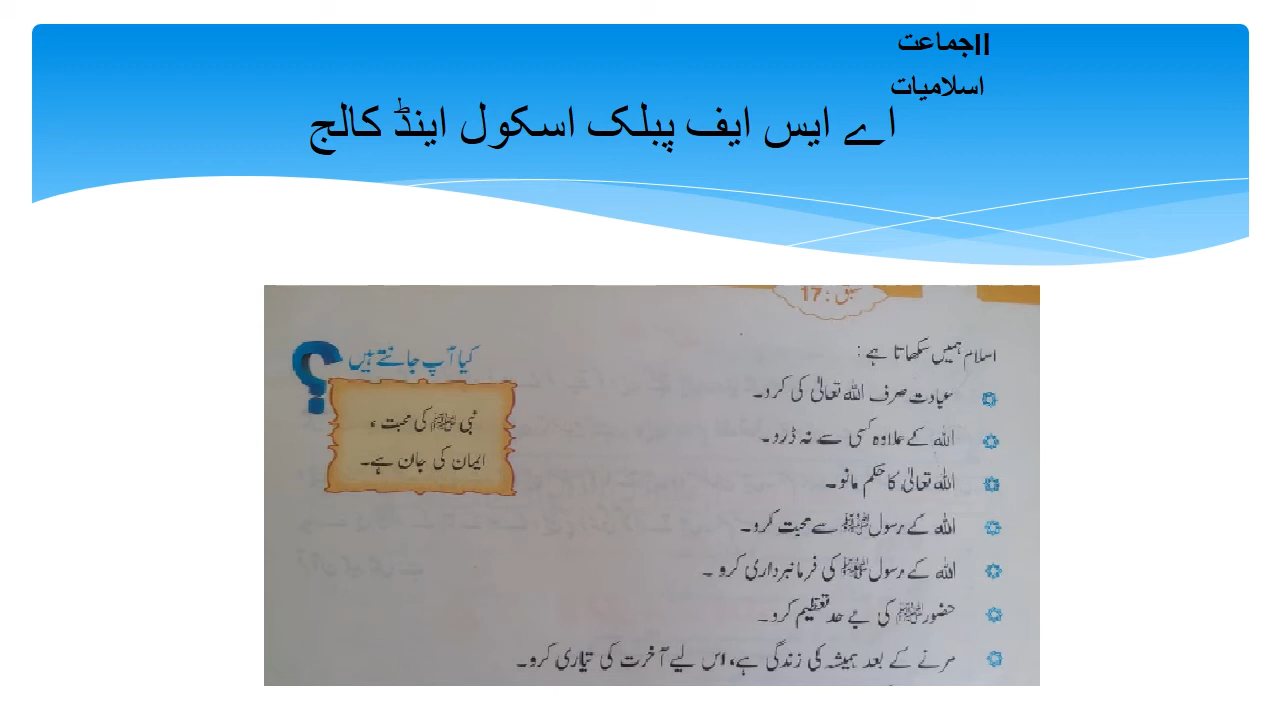 جماعتII
اسلامیات
اے ایس ایف پبلک اسکول اینڈ کالج
سبق : 17
اسلام ہمیں سکھاتا ہے :
عبادت صرف اللہ تعالیٰ کی کرو۔
اللہ کے علاوہ کسی سے نہ ڈرو۔
اللہ تعالیٰ کا حکم مانو۔
اللہ کے رسول ﷺ سے محبت کرو۔
اللہ کے رسول ﷺ کی فرمانبرداری کرو ۔
حضور ﷺ کی بے حد تعظیم کرو۔
مرنے کے بعد ہمیشہ کی زندگی ہے، اس لیے آخرت کی تیاری کرو۔
کیا آپ جانتے ہیں
?
نبی ﷺ کی محبت ،
ایمان کی جان ہے۔